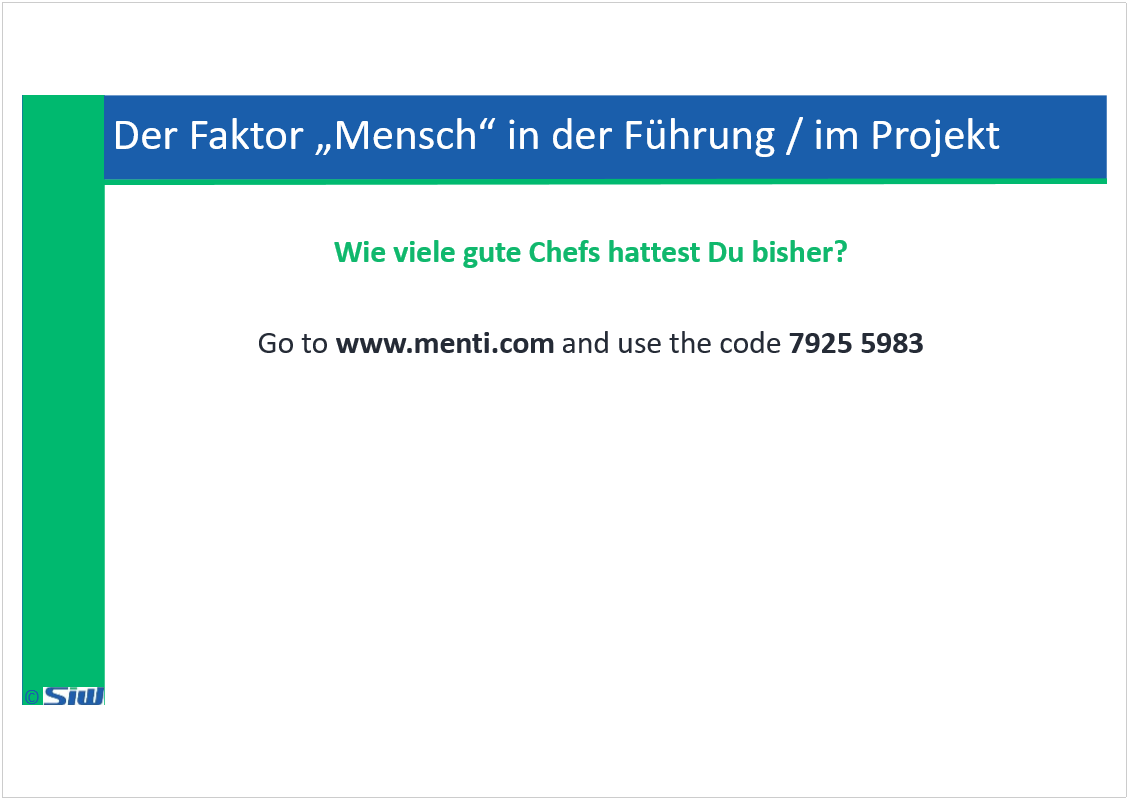 Der Faktor „Mensch“ in der Führung / im Projekt
Wie viele gute Chefs hattest Du bisher?
Go to www.menti.com and use the code 7925 5983
© SiW